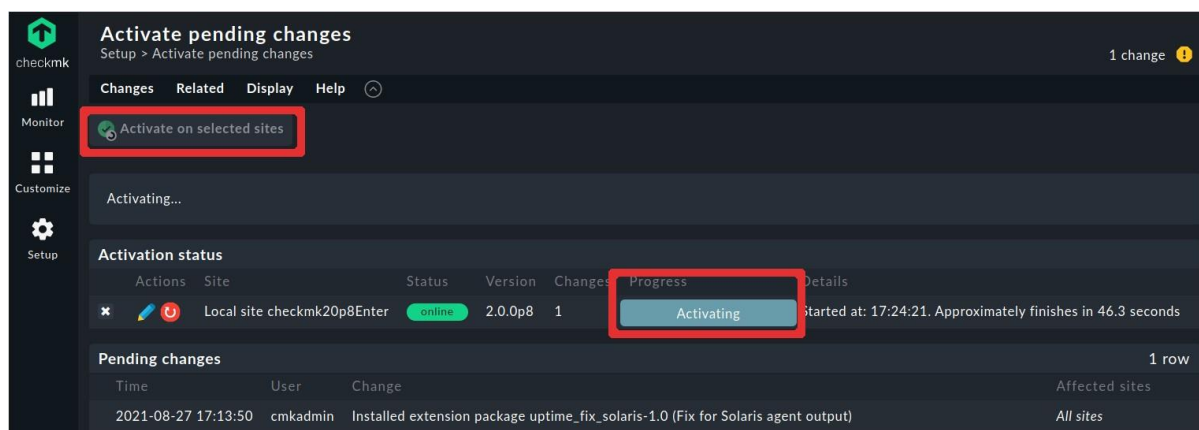 checkmk
Monitor
Customize
Setup
Activate pending changes
Setup > Activate pending changes
1 change
Changes Related Display Help
Activate on selected sites
Activating...
Activation status
Actions Site Status Version Changes Progress Details
Local site checkmk20p8Enter online 2.0.0p8 1 Activating Started at: 17:24:21. Approximately finishes in 46.3 seconds
Pending changes 1 row
Time User Change Affected sites
2021-08-27 17:13:50 cmkadmin Installed extension package uptime_fix_solaris-1.0 (Fix for Solaris agent output) All sites